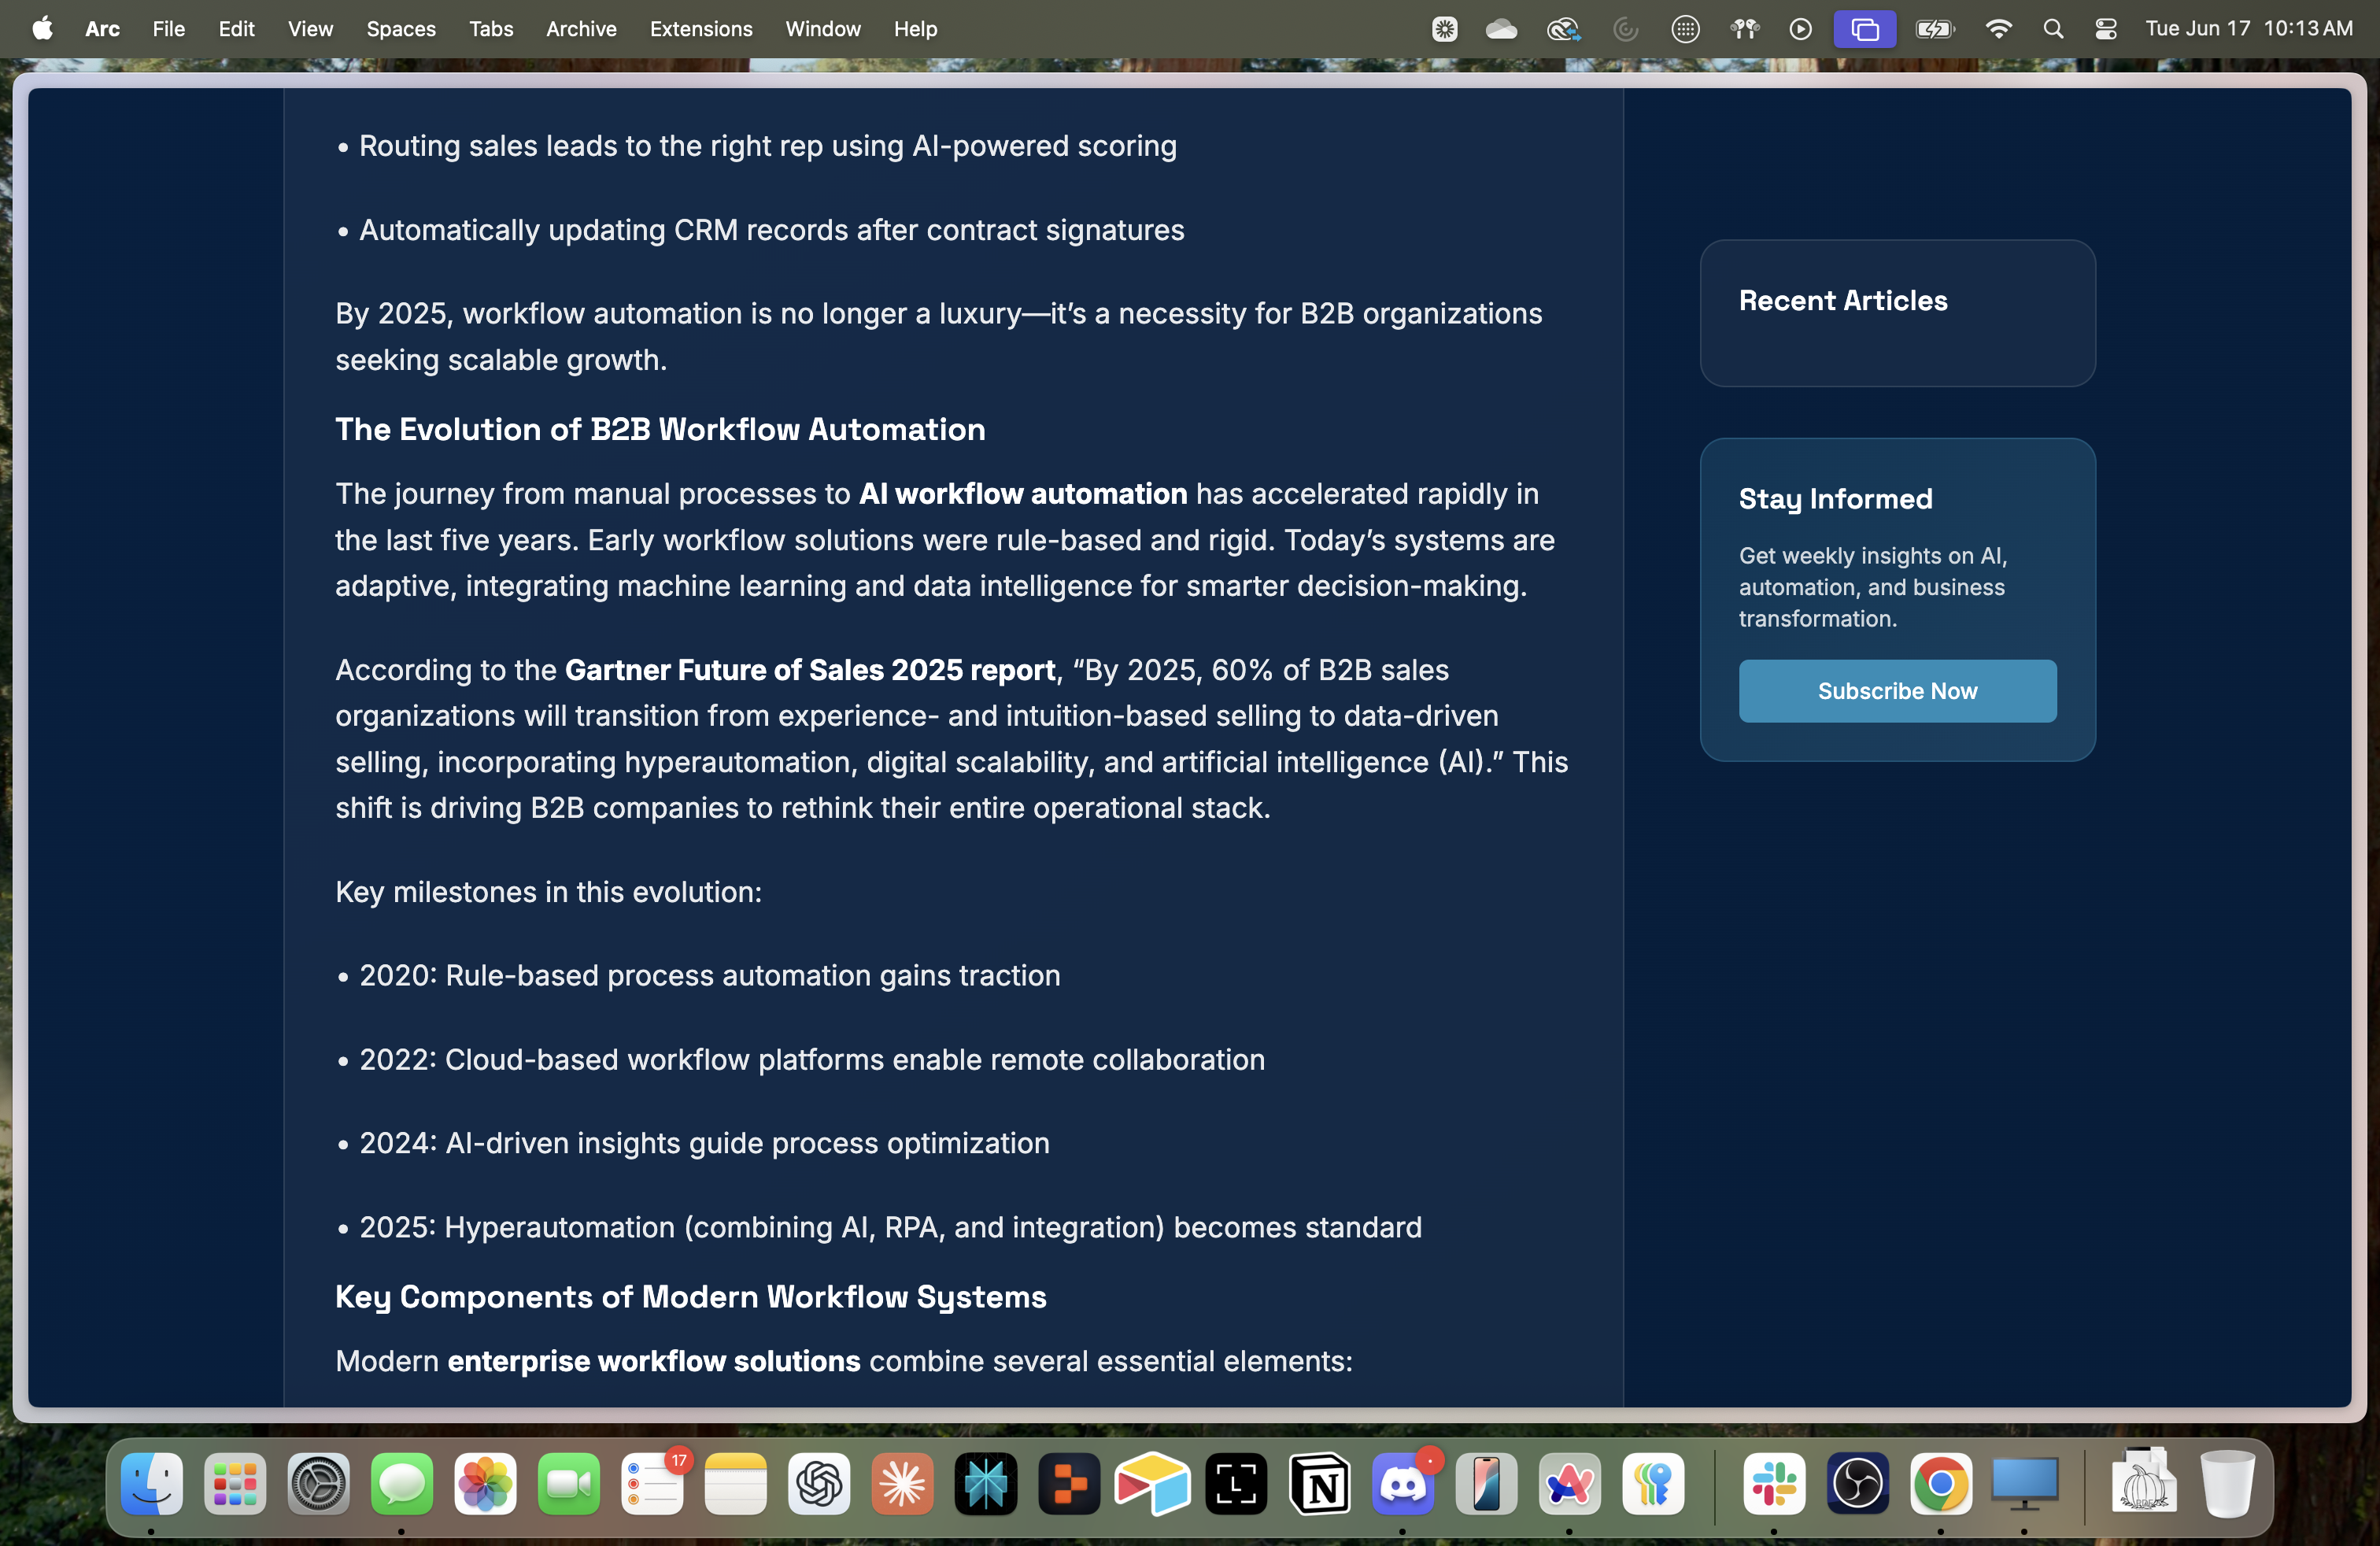 Arc File Edit View Spaces Tabs Archive Extensions Window Help Tue Jun 17 10:13 AM
• Routing sales leads to the right rep using AI-powered scoring
• Automatically updating CRM records after contract signatures
By 2025, workflow automation is no longer a luxury—it’s a necessity for B2B organizations
seeking scalable growth.
The Evolution of B2B Workflow Automation
The journey from manual processes to AI workflow automation has accelerated rapidly in
the last five years. Early workflow solutions were rule-based and rigid. Today’s systems are
adaptive, integrating machine learning and data intelligence for smarter decision-making.
According to the Gartner Future of Sales 2025 report, “By 2025, 60% of B2B sales
organizations will transition from experience- and intuition-based selling to data-driven
selling, incorporating hyperautomation, digital scalability, and artificial intelligence (AI).” This
shift is driving B2B companies to rethink their entire operational stack.
Key milestones in this evolution:
• 2020: Rule-based process automation gains traction
• 2022: Cloud-based workflow platforms enable remote collaboration
• 2024: AI-driven insights guide process optimization
• 2025: Hyperautomation (combining AI, RPA, and integration) becomes standard
Key Components of Modern Workflow Systems
Modern enterprise workflow solutions combine several essential elements:
Recent Articles
Stay Informed
Get weekly insights on AI,
automation, and business
transformation.
Subscribe Now
17
L
N